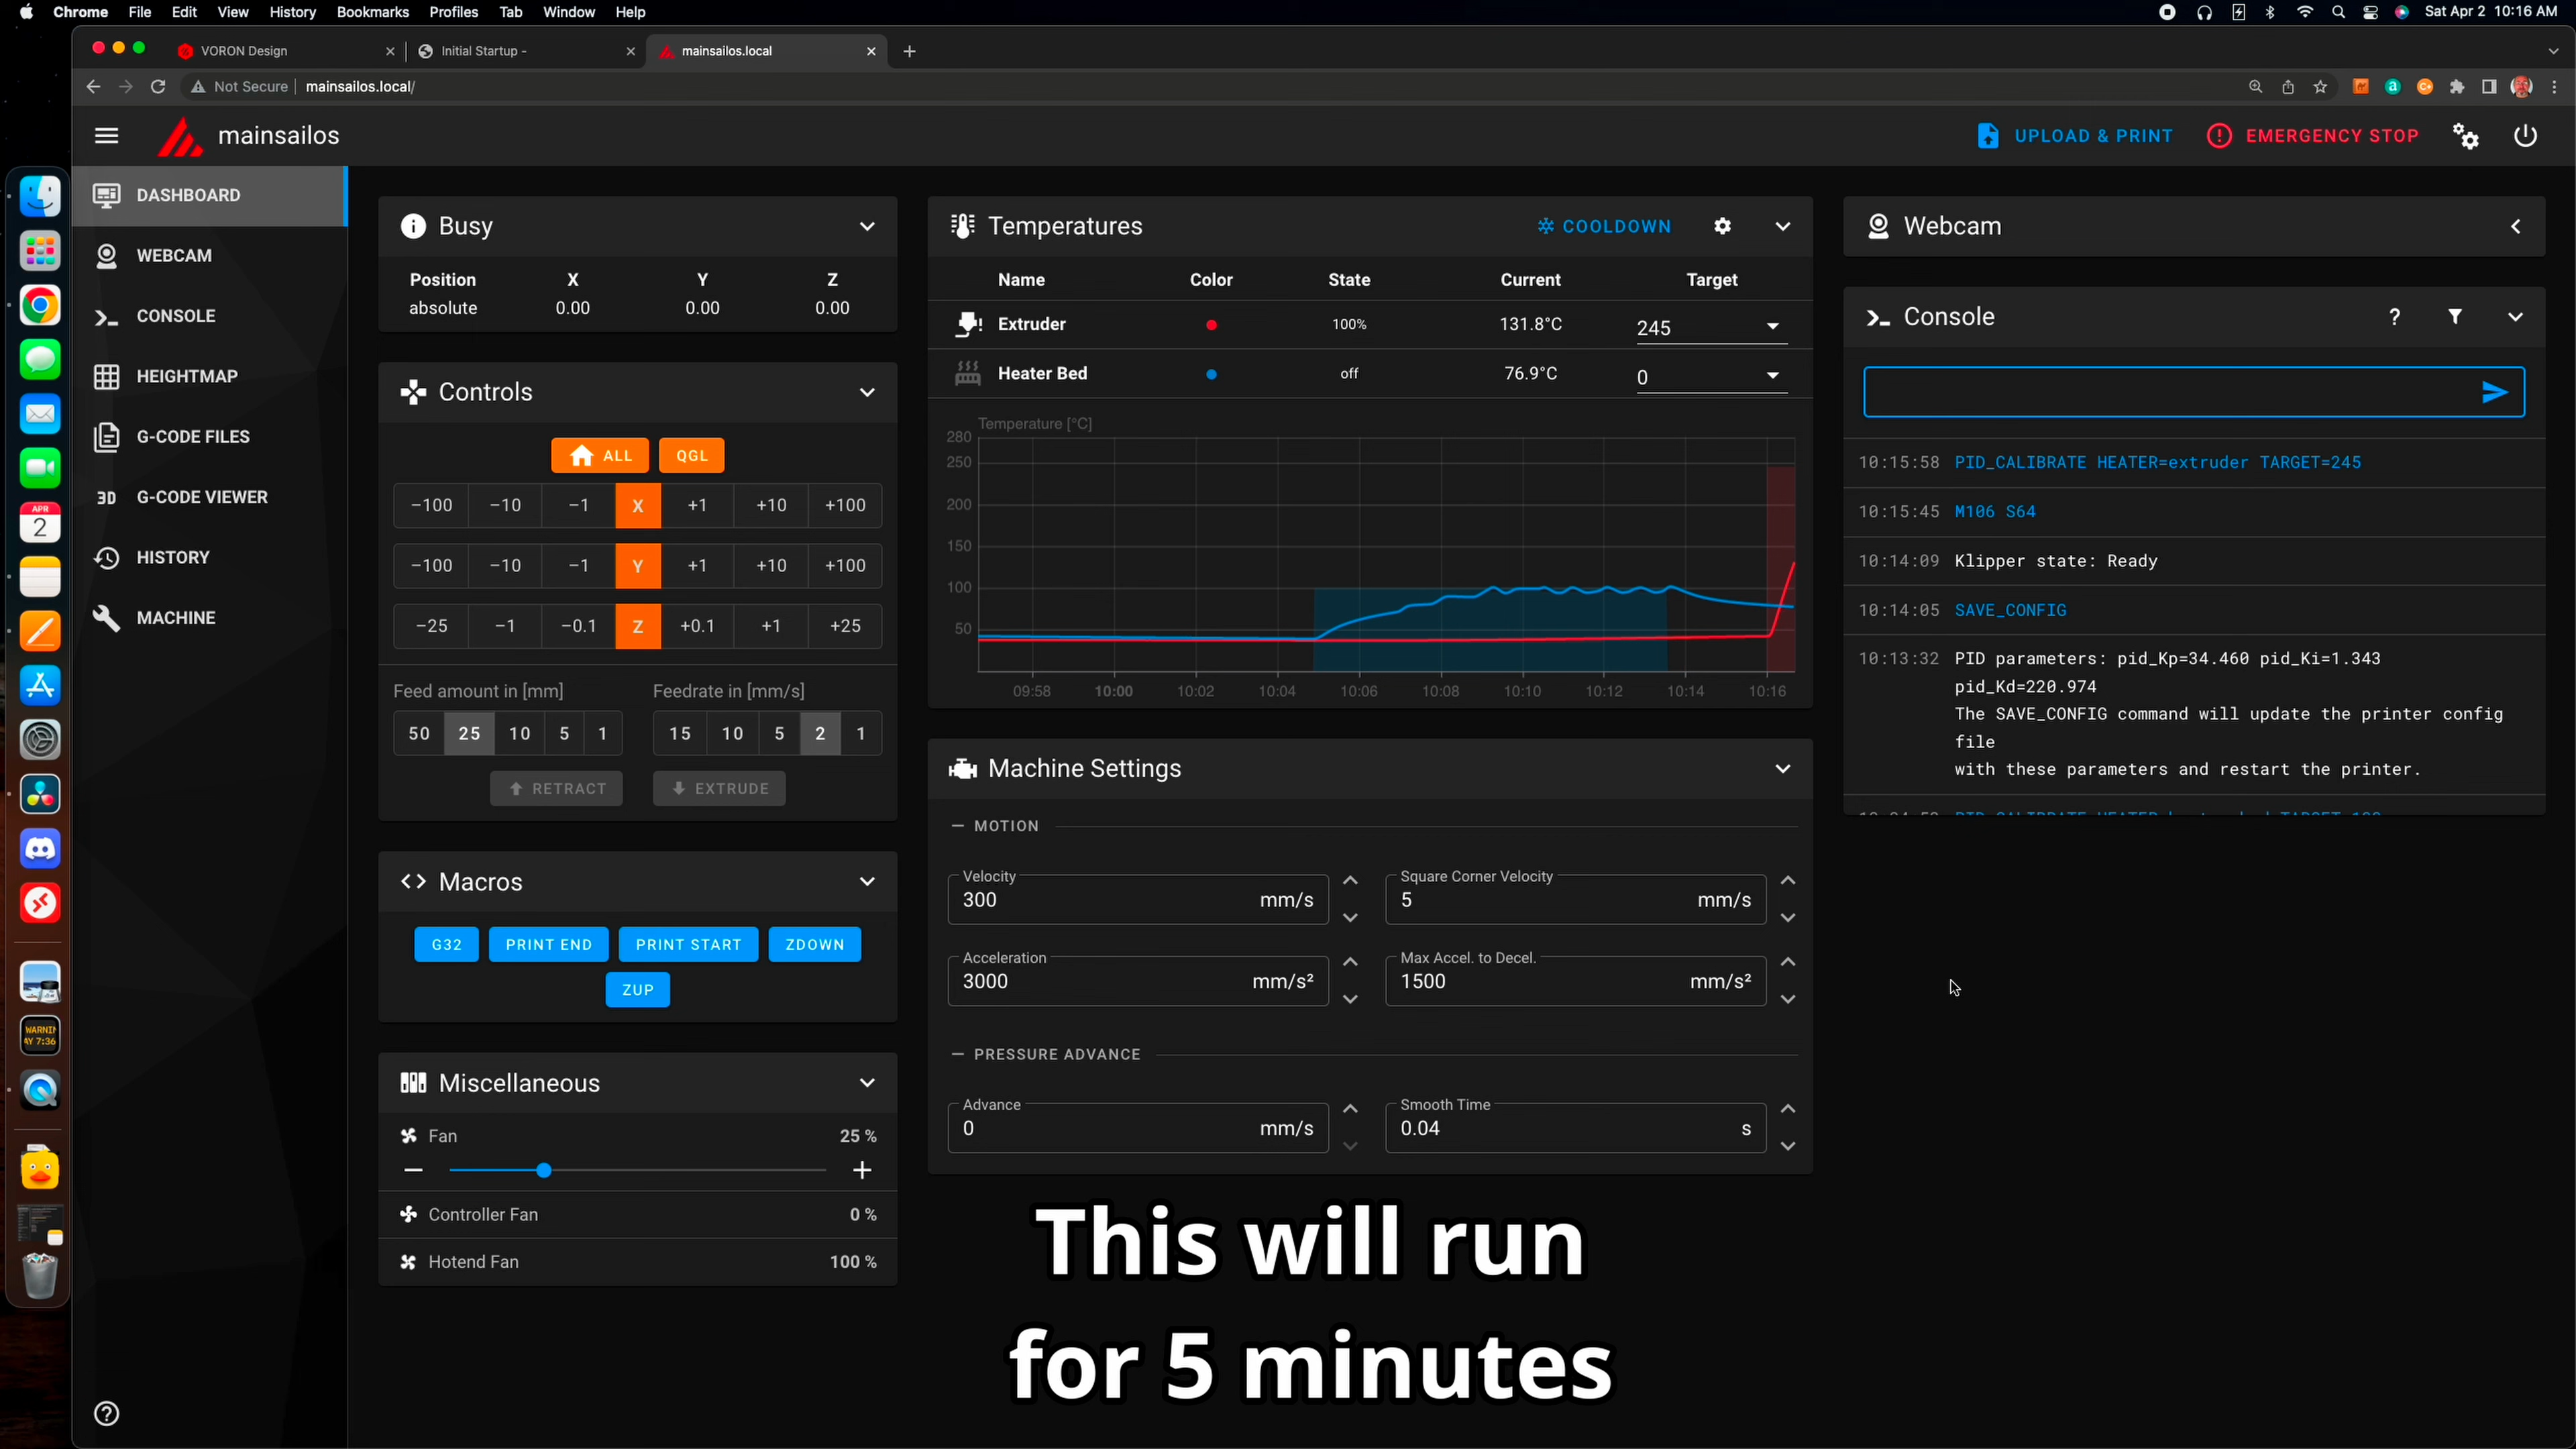 Chrome File Edit View History Bookmarks Profiles Tab Window Help
Sat Apr 2 10:16 AM
VORON Design
Initial Startup -
mainsailos.local
Not Secure
mainsailos.local/
mainsailos
UPLOAD & PRINT
EMERGENCY STOP
DASHBOARD
WEBCAM
CONSOLE
HEIGHTMAP
G-CODE FILES
3D G-CODE VIEWER
HISTORY
MACHINE
APR
2
WARNIN
AY 7:36
Busy
Position X Y Z
absolute 0.00 0.00 0.00
Controls
ALL QGL
−100 −10 −1 X +1 +10 +100
−100 −10 −1 Y +1 +10 +100
−25 −1 −0.1 Z +0.1 +1 +25
Feed amount in [mm]
50 25 10 5 1
Feedrate in [mm/s]
15 10 5 2 1
RETRACT EXTRUDE
Macros
G32 PRINT END PRINT START ZDOWN
ZUP
Miscellaneous
Fan 25 %
Controller Fan 0 %
Hotend Fan 100 %
Temperatures
COOLDOWN
Name Color State Current Target
Extruder 100% 131.8°C 245
Heater Bed off 76.9°C 0
Temperature [°C]
280
250
200
150
100
50
09:58 10:00 10:02 10:04 10:06 10:08 10:10 10:12 10:14 10:16
Machine Settings
MOTION
Velocity
300 mm/s
Square Corner Velocity
5 mm/s
Acceleration
3000 mm/s²
Max Accel. to Decel.
1500 mm/s²
PRESSURE ADVANCE
Advance
0 mm/s
Smooth Time
0.04 s
Webcam
Console
10:15:58 PID_CALIBRATE HEATER=extruder TARGET=245
10:15:45 M106 S64
10:14:09 Klipper state: Ready
10:14:05 SAVE_CONFIG
10:13:32 PID parameters: pid_Kp=34.460 pid_Ki=1.343
pid_Kd=220.974
The SAVE_CONFIG command will update the printer config
file
with these parameters and restart the printer.
This will run
for 5 minutes